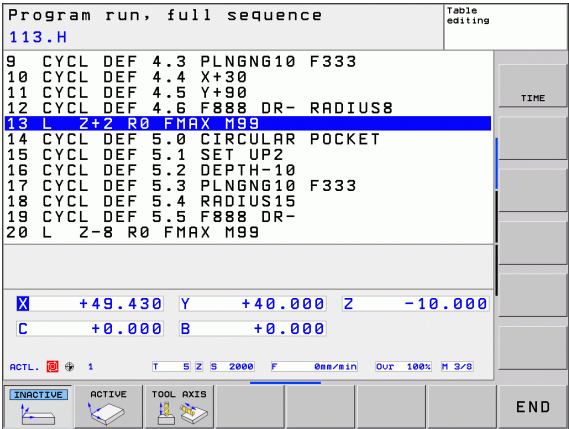 Program run, full sequence
113.H
Table
editing
9 CYCL DEF 4.3 PLNGNG10 F333
10 CYCL DEF 4.4 X+30
11 CYCL DEF 4.5 Y+90
12 CYCL DEF 4.6 F888 DR- RADIUS8
13 L Z+2 R0 FMAX M99
14 CYCL DEF 5.0 CIRCULAR POCKET
15 CYCL DEF 5.1 SET UP2
16 CYCL DEF 5.2 DEPTH-10
17 CYCL DEF 5.3 PLNGNG10 F333
18 CYCL DEF 5.4 RADIUS15
19 CYCL DEF 5.5 F888 DR-
20 L Z-8 R0 FMAX M99
TIME
X +49.430 Y +40.000 Z -10.000
C +0.000 B +0.000
ACTL. 1 T 5 Z S 2000 F 0mm/min Ovr 100% M 3/8
INACTIVE ACTIVE TOOL AXIS END